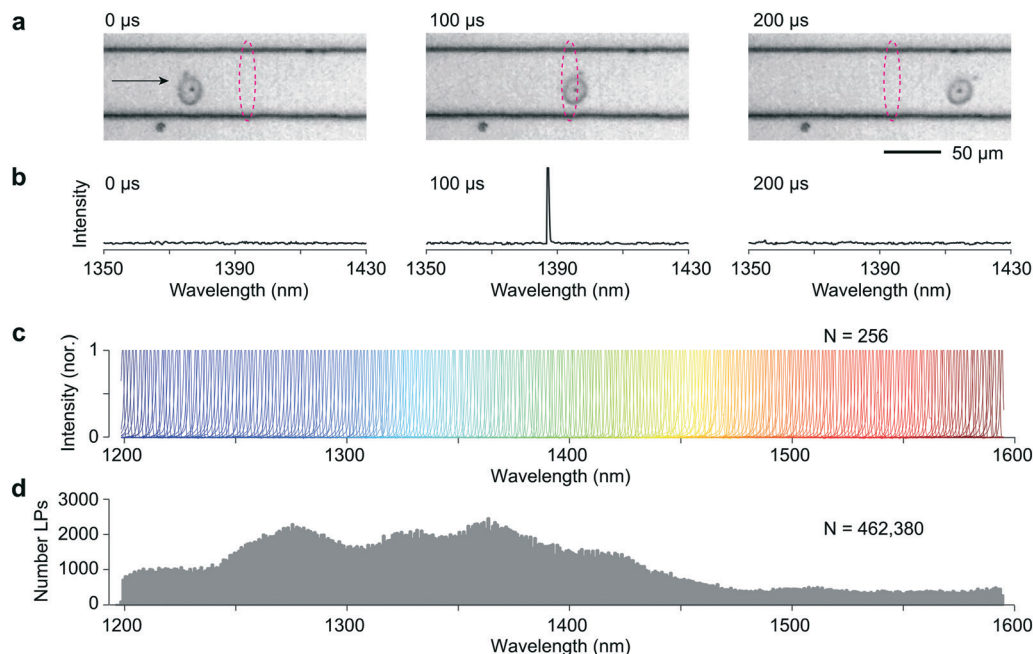 a
0 µs
100 µs
200 µs
50 µm
b
Intensity
0 µs
100 µs
200 µs
1350 1390 1430
1350 1390 1430
1350 1390 1430
Wavelength (nm)
Wavelength (nm)
Wavelength (nm)
c
Intensity (nor.)
1
0
N = 256
1200 1300 1400 1500 1600
Wavelength (nm)
d
Number LPs
3000
2000
1000
0
N = 462,380
1200 1300 1400 1500 1600
Wavelength (nm)